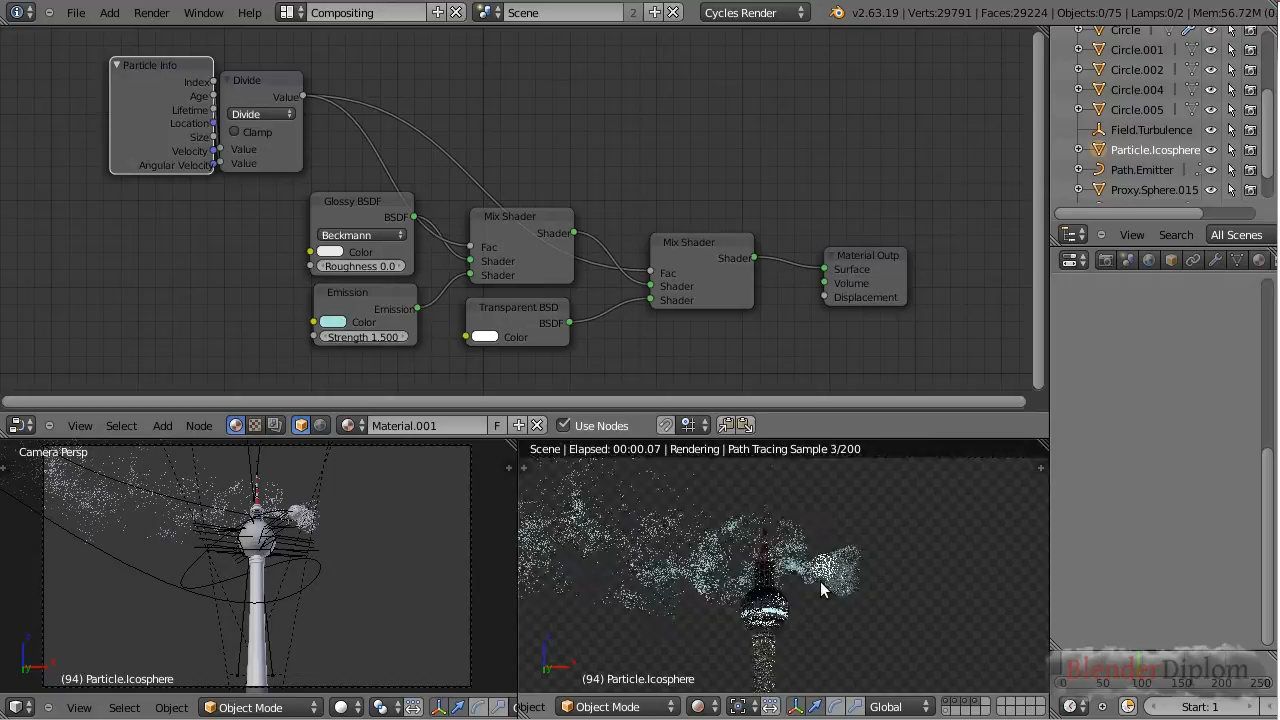 File Add Render Window Help Compositing Scene 2 Cycles Render v2.63.19 | Verts:29791 | Faces:29224 | Objects:0/75 | Lamps:0/2 | Mem:56.72M (0
Circle
Circle.001
Circle.002
Circle.004
Circle.005
Field.Turbulence
Particle.Icosphere
Path.Emitter
Proxy.Sphere.015
View Search All Scenes
Particle Info
Index
Age
Lifetime
Location
Size
Velocity
Angular Velocity
Divide
Value
Divide
Clamp
Value
Value
Glossy BSDF
BSDF
Beckmann
Color
Roughness 0.0
Emission
Emission
Color
Strength 1.500
Mix Shader
Shader
Fac
Shader
Shader
Transparent BSD
BSDF
Color
Mix Shader
Shader
Fac
Shader
Shader
Material Outp
Surface
Volume
Displacement
View Select Add Node Material.001 F Use Nodes
Camera Persp
(94) Particle.Icosphere
View Select Object Object Mode
Scene | Elapsed: 00:00.07 | Rendering | Path Tracing Sample 3/200
(94) Particle.Icosphere
Object Object Mode Global
BlenderDiplom
0 50 100 150 200 250
Start: 1